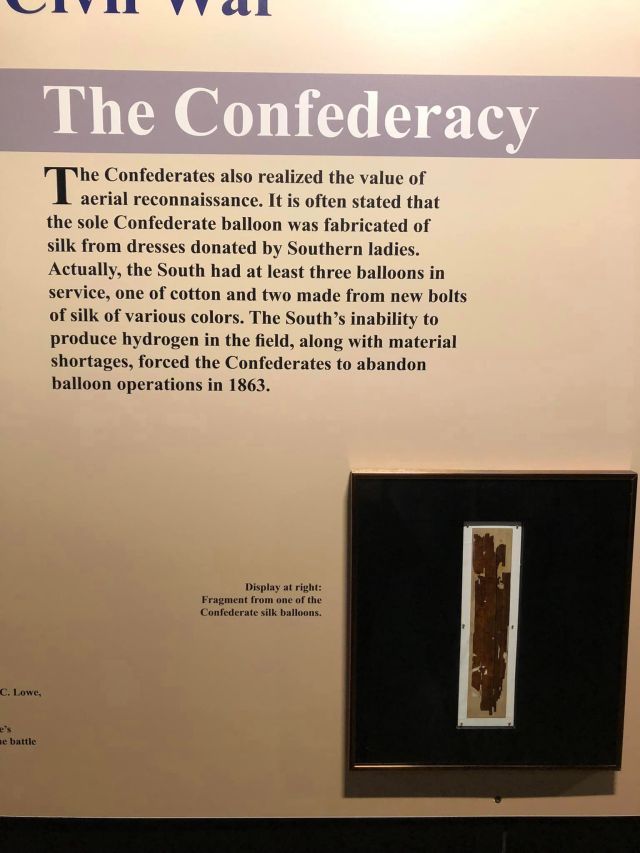 Civil War
The Confederacy
The Confederates also realized the value of
aerial reconnaissance. It is often stated that
the sole Confederate balloon was fabricated of
silk from dresses donated by Southern ladies.
Actually, the South had at least three balloons in
service, one of cotton and two made from new bolts
of silk of various colors. The South's inability to
produce hydrogen in the field, along with material
shortages, forced the Confederates to abandon
balloon operations in 1863.
Display at right:
Fragment from one of the
Confederate silk balloons.
C. Lowe,
e's
e battle